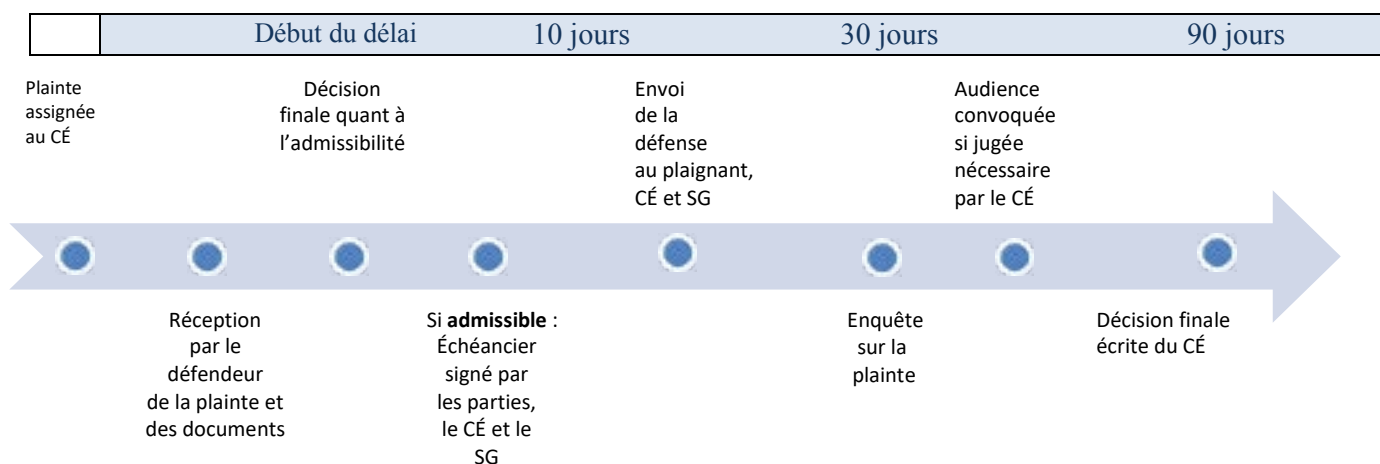 Début du délai
10 jours
30 jours
90 jours
Plainte
assignée
au CÉ
Décision
finale quant à
l’admissibilité
Envoi
de la
défense
au plaignant,
CÉ et SG
Audience
convoquée
si jugée
nécessaire
par le CÉ
Réception
par le
défendeur
de la plainte et
des documents
Si admissible :
Échéancier
signé par
les parties,
le CÉ et le
SG
Enquête
sur la
plainte
Décision finale
écrite du CÉ